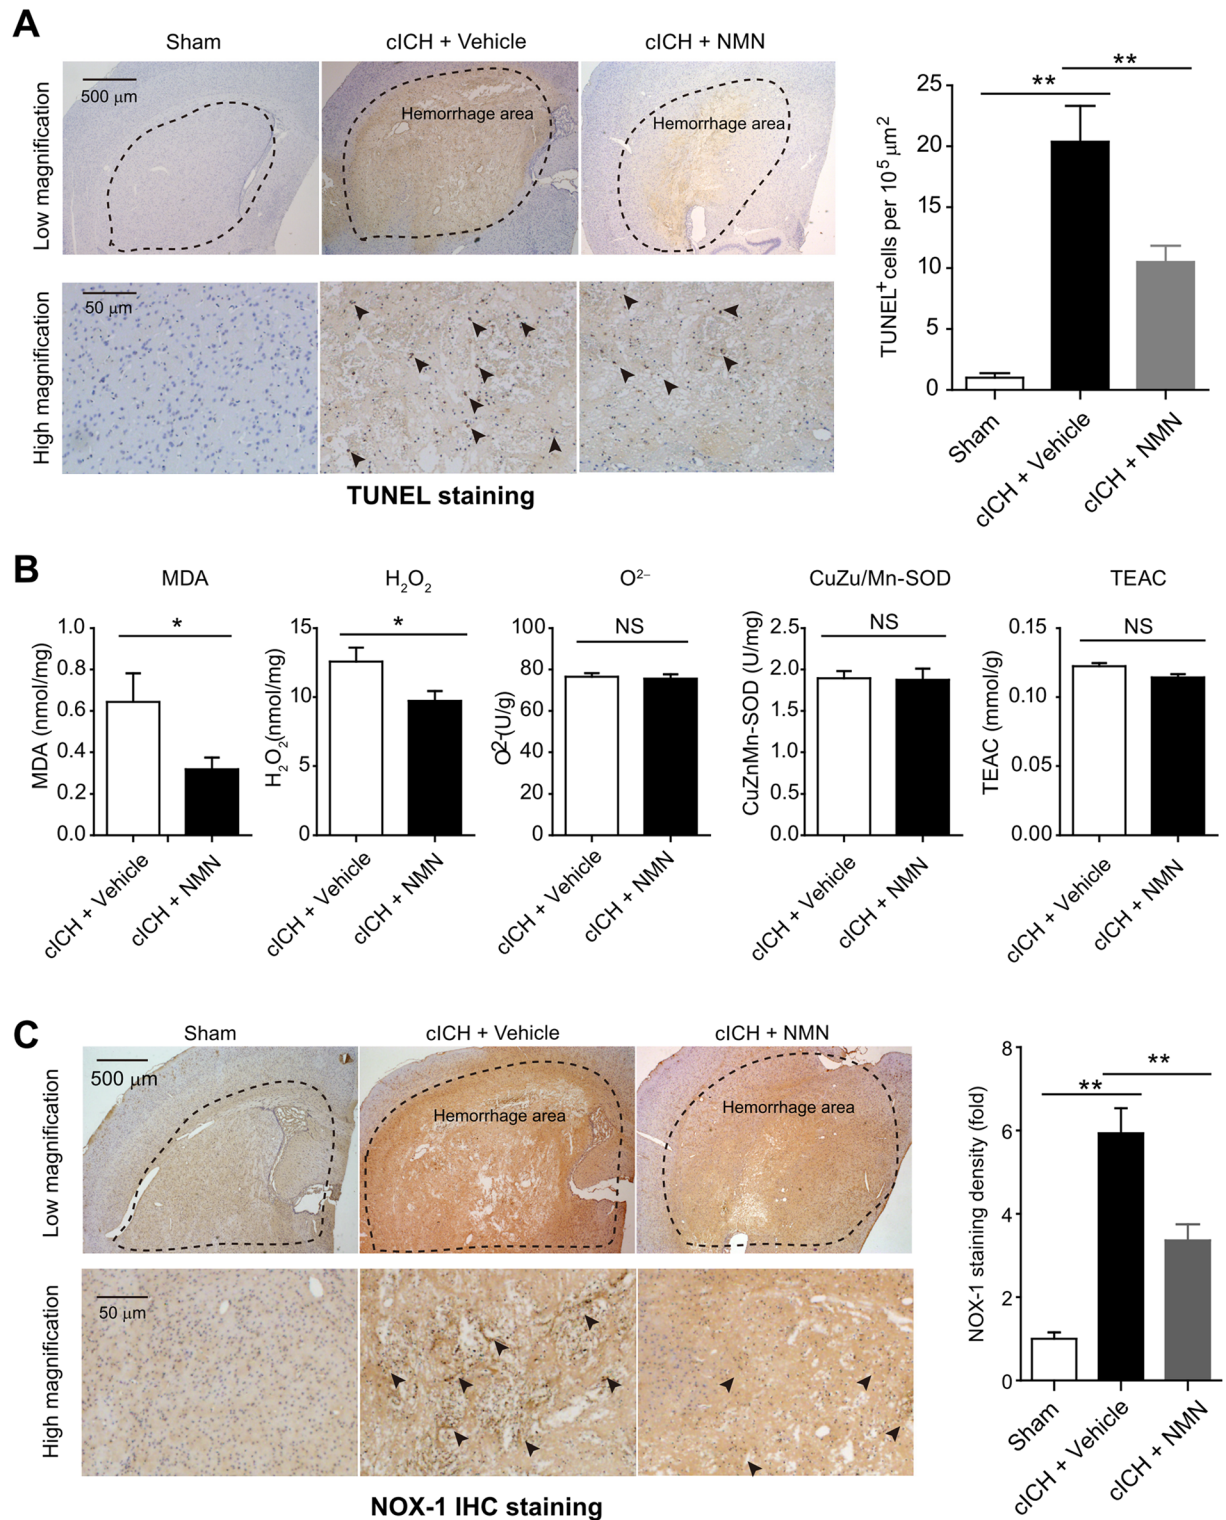 A
Sham
cICH + Vehicle
cICH + NMN
Low magnification
500 μm
Hemorrhage area
Hemorrhage area
High magnification
50 μm
TUNEL staining
TUNEL⁺ cells per 10⁵ μm²
25
20
15
10
5
0
**
**
Sham
cICH + Vehicle
cICH + NMN
B
MDA
MDA (nmol/mg)
1.0
0.8
0.6
0.4
0.2
0.0
*
cICH + Vehicle
cICH + NMN
H₂O₂
H₂O₂(nmol/mg)
15
10
5
0
*
cICH + Vehicle
cICH + NMN
O²⁻
O²⁻(U/g)
100
80
60
40
20
0
NS
cICH + Vehicle
cICH + NMN
CuZu/Mn-SOD
CuZnMn-SOD (U/mg)
2.5
2.0
1.5
1.0
0.5
0.0
NS
cICH + Vehicle
cICH + NMN
TEAC
TEAC (mmol/g)
0.15
0.10
0.05
0.00
NS
cICH + Vehicle
cICH + NMN
C
Sham
cICH + Vehicle
cICH + NMN
Low magnification
500 μm
Hemorrhage area
Hemorrhage area
High magnification
50 μm
NOX-1 IHC staining
NOX-1 staining density (fold)
8
6
4
2
0
**
**
Sham
cICH + Vehicle
cICH + NMN